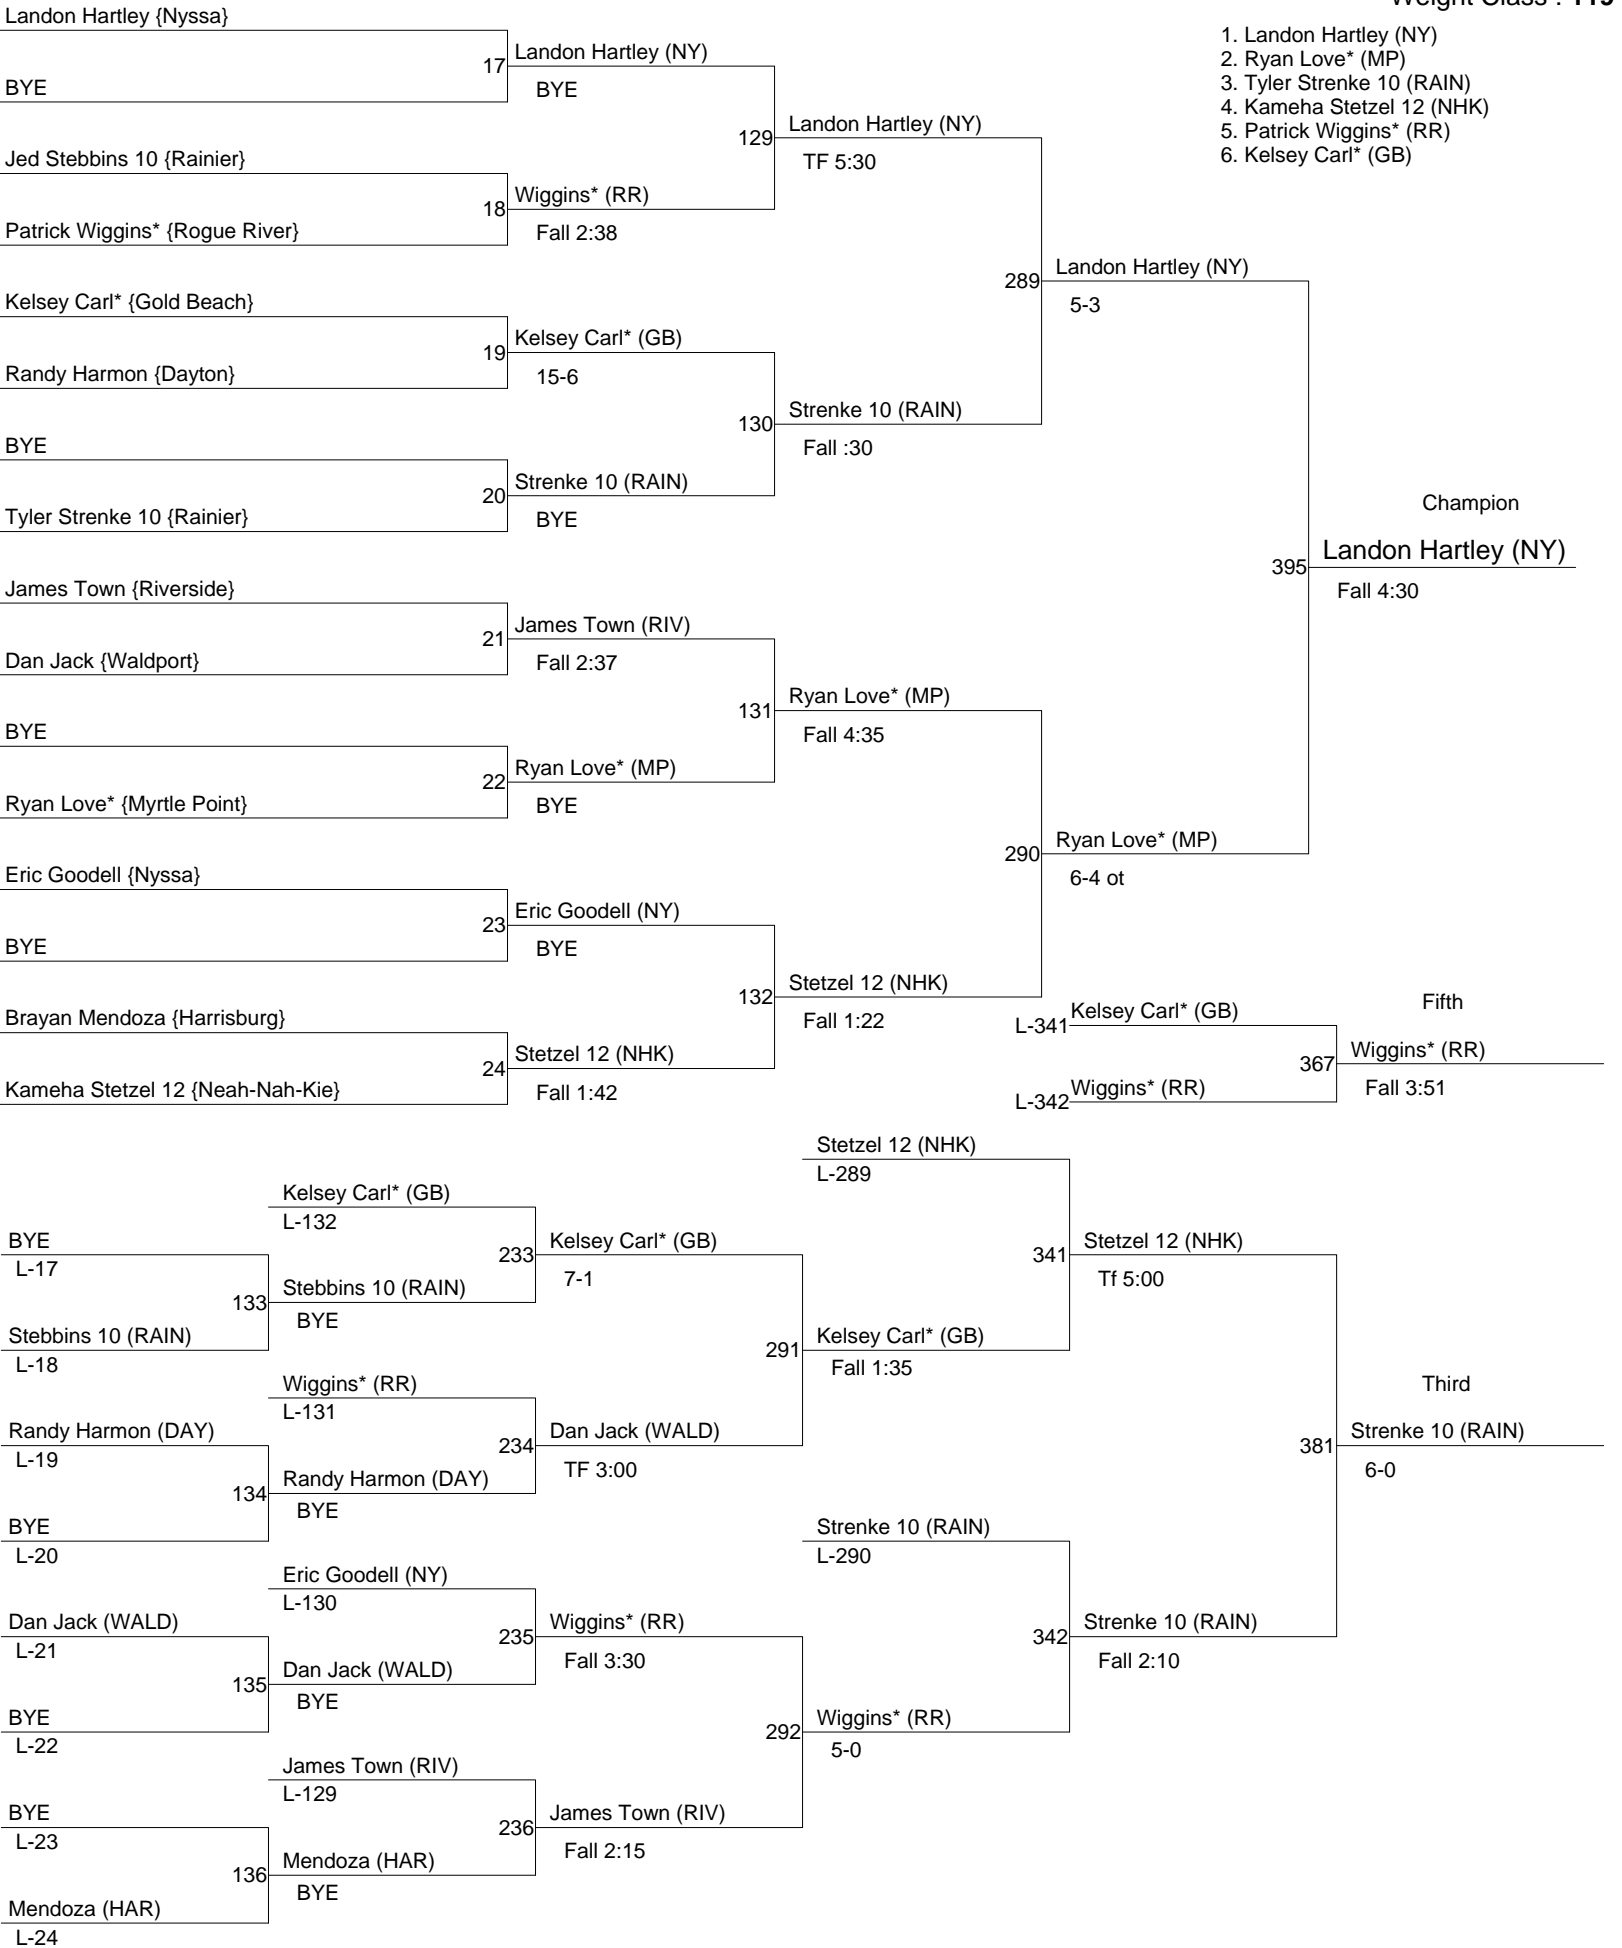 Landon Hartley {Nyssa}
BYE
Jed Stebbins 10 {Rainier}
Patrick Wiggins* {Rogue River}
Kelsey Carl* {Gold Beach}
Randy Harmon {Dayton}
BYE
Tyler Strenke 10 {Rainier}
James Town {Riverside}
Dan Jack {Waldport}
BYE
Ryan Love* {Myrtle Point}
Eric Goodell {Nyssa}
BYE
Brayan Mendoza {Harrisburg}
Kameha Stetzel 12 {Neah-Nah-Kie}
17
Landon Hartley (NY)
BYE
18
Wiggins* (RR)
Fall 2:38
19
Kelsey Carl* (GB)
15-6
20
Strenke 10 (RAIN)
BYE
21
James Town (RIV)
Fall 2:37
22
Ryan Love* (MP)
BYE
23
Eric Goodell (NY)
BYE
24
Stetzel 12 (NHK)
Fall 1:42
129
Landon Hartley (NY)
TF 5:30
130
Strenke 10 (RAIN)
Fall :30
131
Ryan Love* (MP)
Fall 4:35
132
Stetzel 12 (NHK)
Fall 1:22
289
Landon Hartley (NY)
5-3
290
Ryan Love* (MP)
6-4 ot
Weight Class :
1. Landon Hartley (NY)
2. Ryan Love* (MP)
3. Tyler Strenke 10 (RAIN)
4. Kameha Stetzel 12 (NHK)
5. Patrick Wiggins* (RR)
6. Kelsey Carl* (GB)
Champion
395
Landon Hartley (NY)
Fall 4:30
Fifth
L-341
Kelsey Carl* (GB)
L-342
Wiggins* (RR)
367
Wiggins* (RR)
Fall 3:51
BYE
L-17
Stebbins 10 (RAIN)
L-18
Randy Harmon (DAY)
L-19
BYE
L-20
Dan Jack (WALD)
L-21
BYE
L-22
BYE
L-23
Mendoza (HAR)
L-24
Kelsey Carl* (GB)
L-132
133
Stebbins 10 (RAIN)
BYE
Wiggins* (RR)
L-131
134
Randy Harmon (DAY)
BYE
Eric Goodell (NY)
L-130
135
Dan Jack (WALD)
BYE
James Town (RIV)
L-129
136
Mendoza (HAR)
BYE
233
Kelsey Carl* (GB)
7-1
234
Dan Jack (WALD)
TF 3:00
235
Wiggins* (RR)
Fall 3:30
236
James Town (RIV)
Fall 2:15
Stetzel 12 (NHK)
L-289
291
Kelsey Carl* (GB)
Fall 1:35
Strenke 10 (RAIN)
L-290
292
Wiggins* (RR)
5-0
341
Stetzel 12 (NHK)
Tf 5:00
342
Strenke 10 (RAIN)
Fall 2:10
Third
381
Strenke 10 (RAIN)
6-0